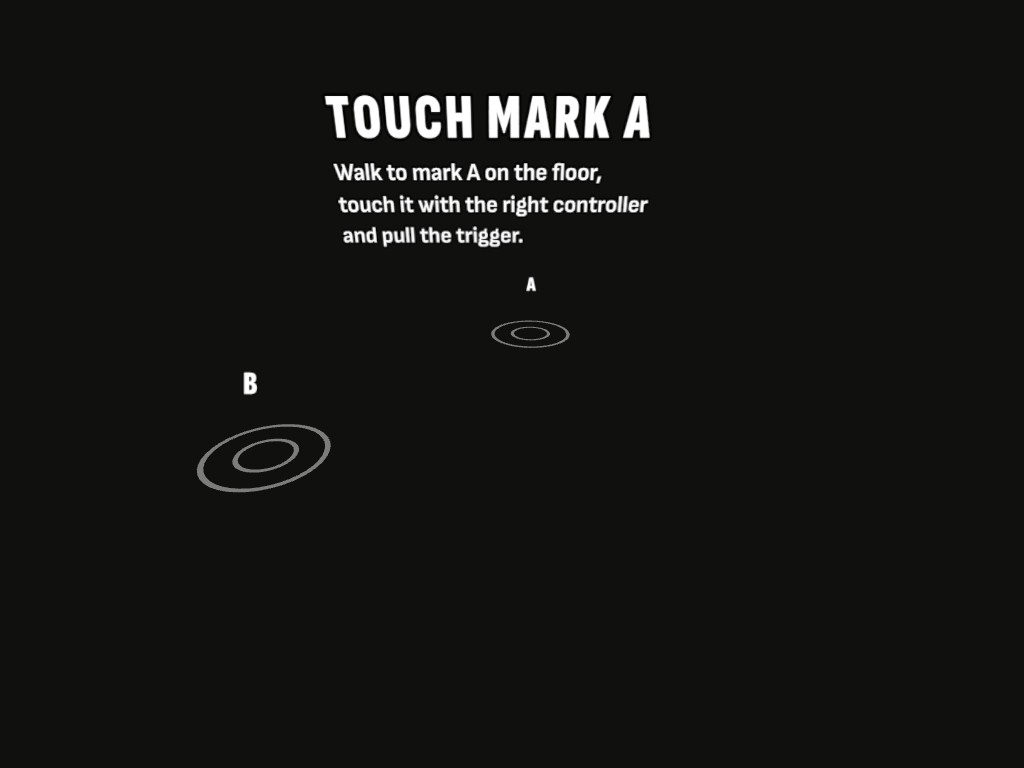 TOUCH MARK A
Walk to mark A on the floor,
touch it with the right controller
and pull the trigger.
A
B